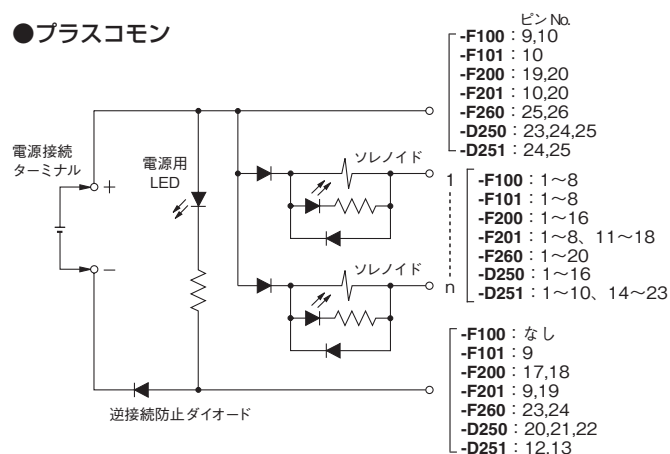 ●プラスコモン
ピンNo.
-F100：9,10
-F101：10
-F200：19,20
-F201：10,20
-F260：25,26
-D250：23,24,25
-D251：24,25
電源接続
ターミナル
+
−
電源用
LED
ソレノイド
1
-F100：1～8
-F101：1～8
-F200：1～16
-F201：1～8、11～18
-F260：1～20
-D250：1～16
-D251：1～10、14～23
ソレノイド
n
-F100：なし
-F101：9
-F200：17,18
-F201：9,19
-F260：23,24
-D250：20,21,22
-D251：12,13
逆接続防止ダイオード